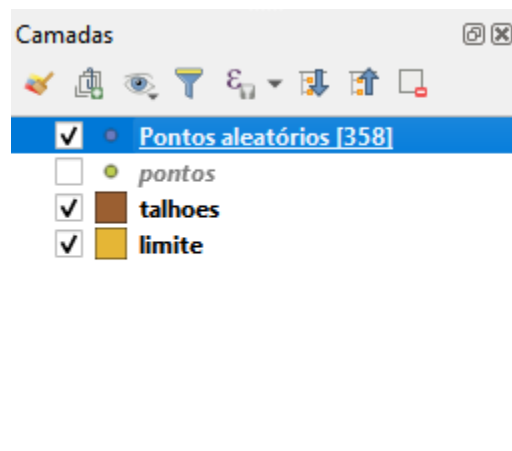 Camadas
Pontos aleatórios [358]
pontos
talhoes
limite